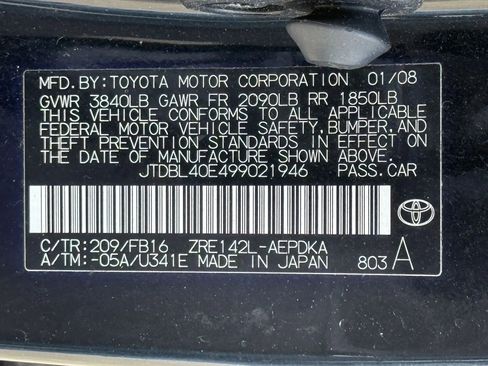 MFD.BY:TOYOTA MOTOR CORPORATION 01/08
GVWR 3840LB GAWR FR 2090LB RR 1850LB
THIS VEHICLE CONFORMS TO ALL APPLICABLE
FEDERAL MOTOR VEHICLE SAFETY,BUMPER,AND
THEFT PREVENTION STANDARDS IN EFFECT ON
THE DATE OF MANUFACTURE SHOWN ABOVE.
JTDBL40E499021946 PASS.CAR
C/TR:209/FB16 ZRE142L-AEPDKA
A/TM:-05A/U341E MADE IN JAPAN 803 A